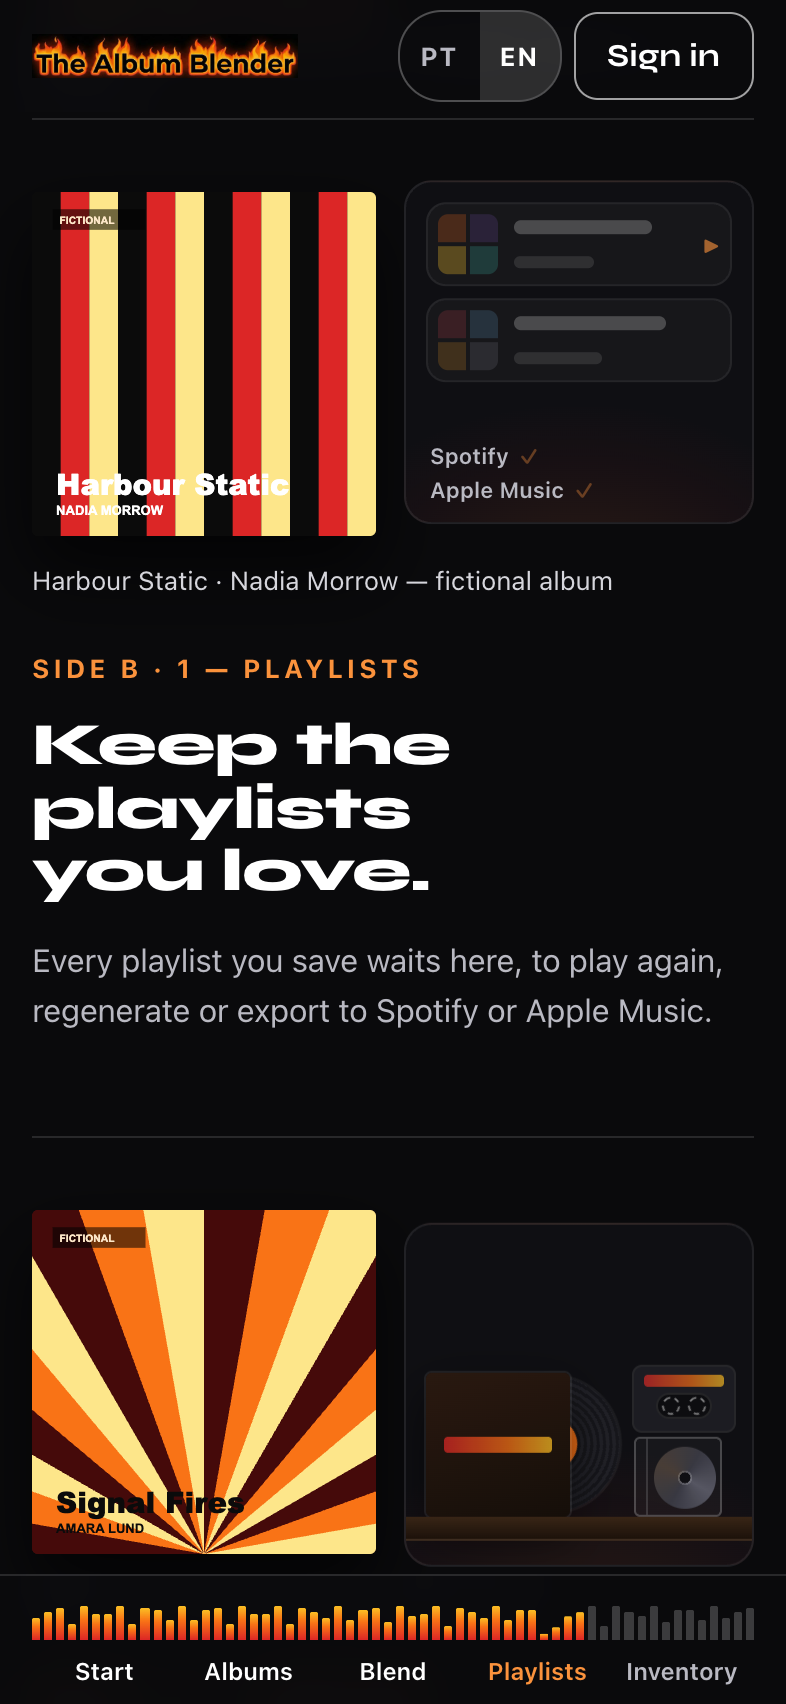 The Album Blender
PT EN Sign in
FICTIONAL
Harbour Static
NADIA MORROW
Spotify ✓
Apple Music ✓
Harbour Static · Nadia Morrow — fictional album
SIDE B · 1 — PLAYLISTS
Keep the
playlists
you love.
Every playlist you save waits here, to play again,
regenerate or export to Spotify or Apple Music.
FICTIONAL
Signal Fires
AMARA LUND
Start Albums Blend Playlists Inventory